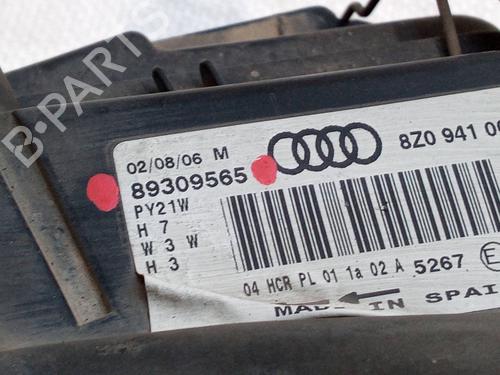 B-PARTS
02/08/06 M
89309565
8Z0 941 0
PY21W
H 7
W 3 W
H 3
04 HCR PL 01 1a 02 A 5267 E
MADE IN SPAI